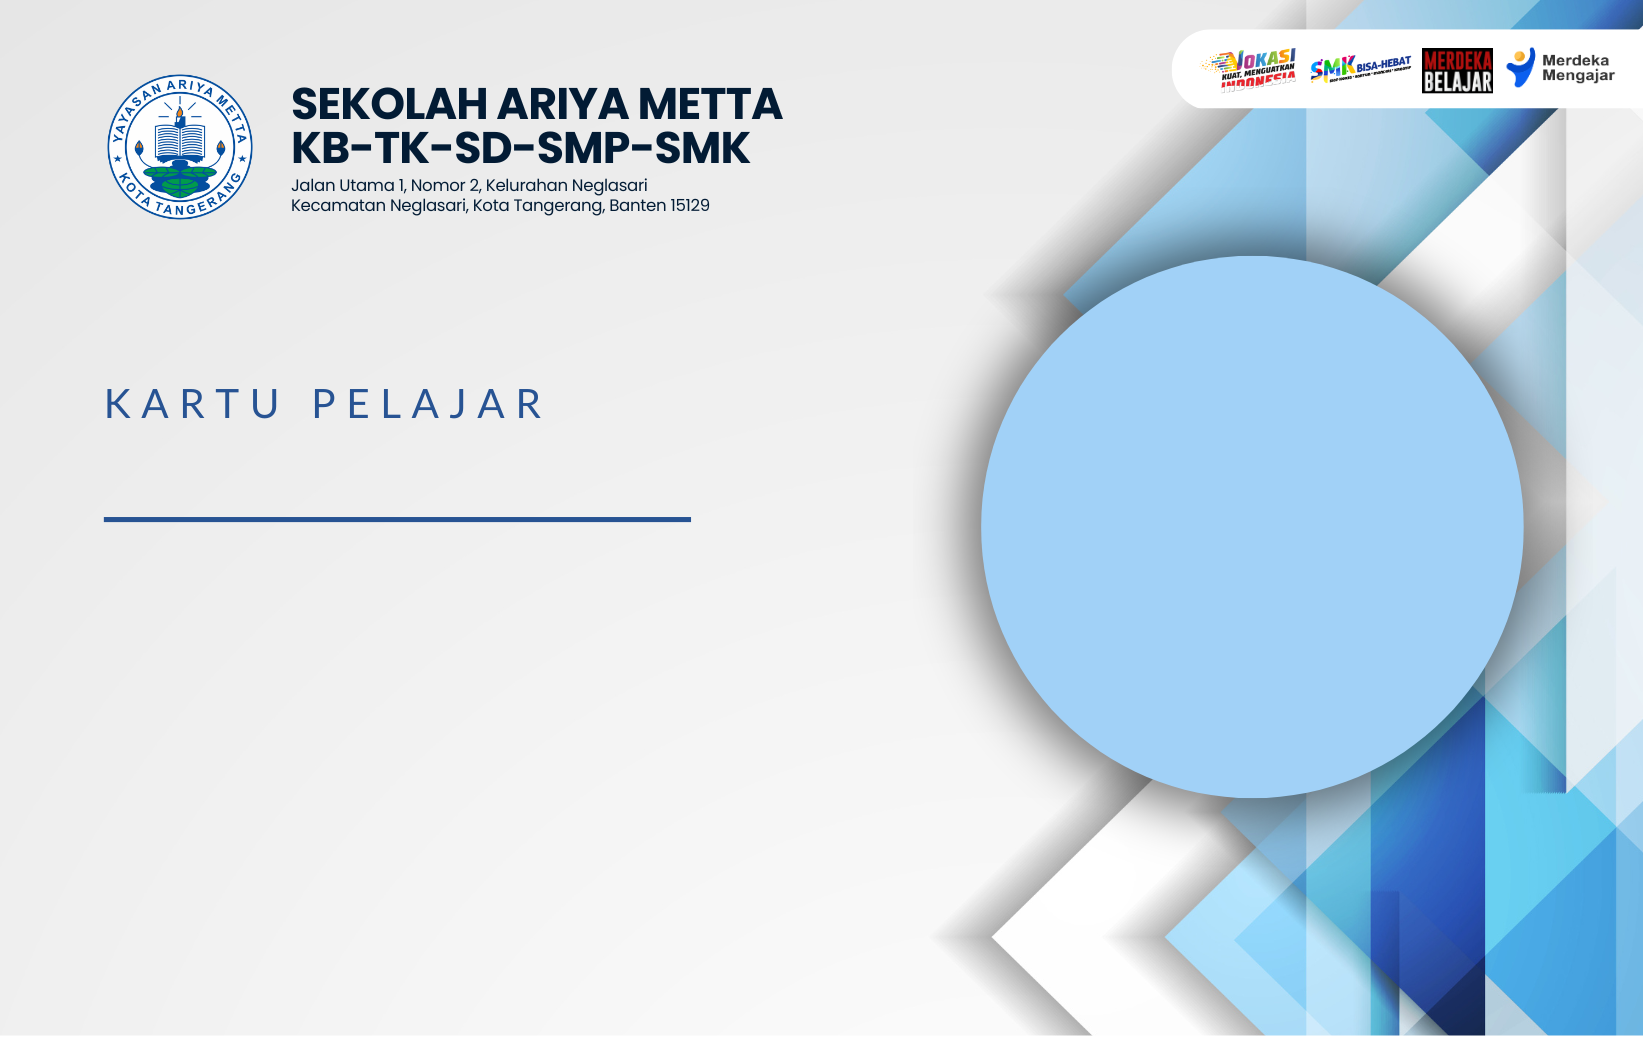 YAYASAN ARIYA METTA
KOTA TANGERANG
SEKOLAH ARIYA METTA
KB-TK-SD-SMP-SMK
Jalan Utama 1, Nomor 2, Kelurahan Neglasari
Kecamatan Neglasari, Kota Tangerang, Banten 15129
VOKASI
KUAT, MENGUATKAN
INDONESIA
SMK BISA-HEBAT
MERDEKA
BELAJAR
Merdeka
Mengajar
KARTU PELAJAR